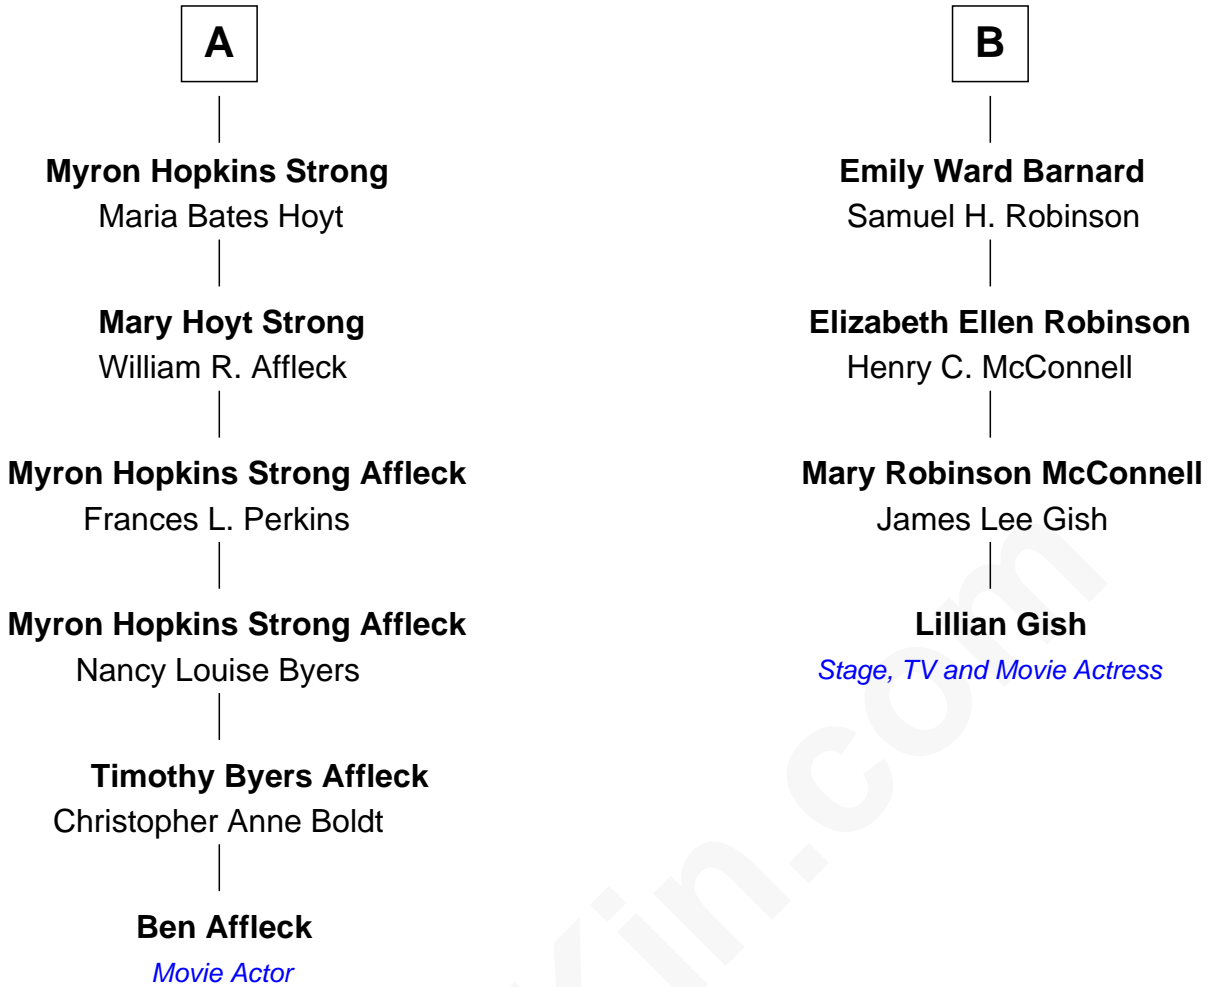 A
Myron Hopkins Strong
Maria Bates Hoyt
Mary Hoyt Strong
William R. Affleck
Myron Hopkins Strong Affleck
Frances L. Perkins
Myron Hopkins Strong Affleck
Nancy Louise Byers
Timothy Byers Affleck
Christopher Anne Boldt
Ben Affleck
Movie Actor
B
Emily Ward Barnard
Samuel H. Robinson
Elizabeth Ellen Robinson
Henry C. McConnell
Mary Robinson McConnell
James Lee Gish
Lillian Gish
Stage, TV and Movie Actress
Kin.com